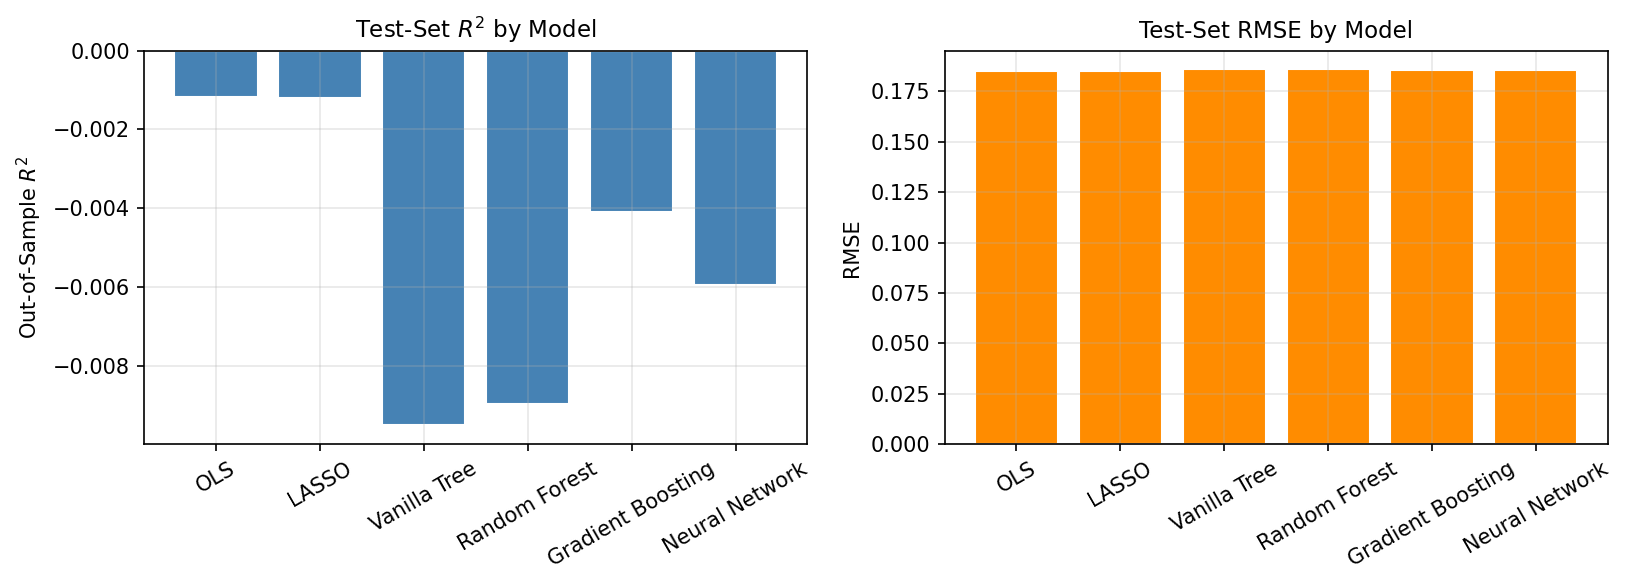 Test-Set R² by Model
Out-of-Sample R²
0.000
−0.002
−0.004
−0.006
−0.008
OLS
LASSO
Vanilla Tree
Random Forest
Gradient Boosting
Neural Network
Test-Set RMSE by Model
RMSE
0.175
0.150
0.125
0.100
0.075
0.050
0.025
0.000
OLS
LASSO
Vanilla Tree
Random Forest
Gradient Boosting
Neural Network